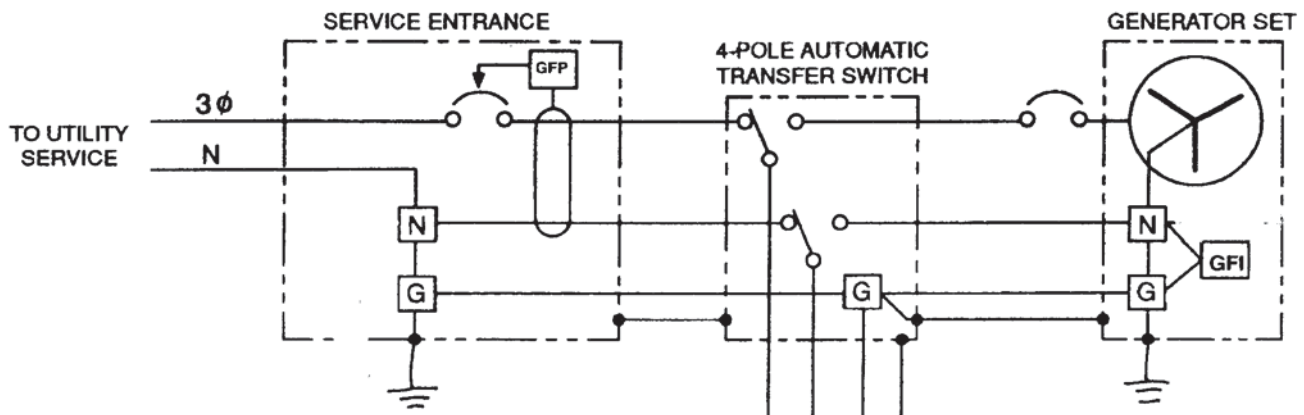 SERVICE ENTRANCE
GENERATOR SET
4-POLE AUTOMATIC
TRANSFER SWITCH
GFP
3ϕ
TO UTILITY
SERVICE
N
N
N
GFI
G
G
G